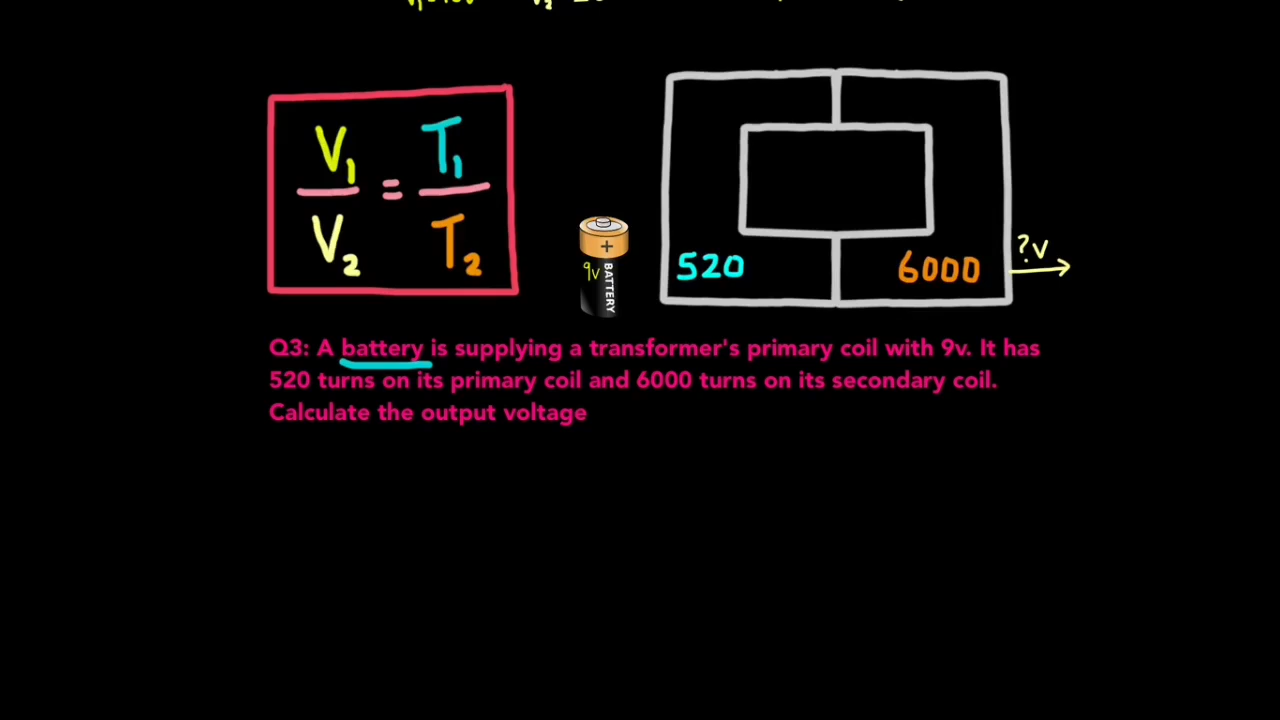 V1 = T1
V2 T2
9v
BATTERY
+
520
6000
?V
Q3: A battery is supplying a transformer's primary coil with 9v. It has
520 turns on its primary coil and 6000 turns on its secondary coil.
Calculate the output voltage